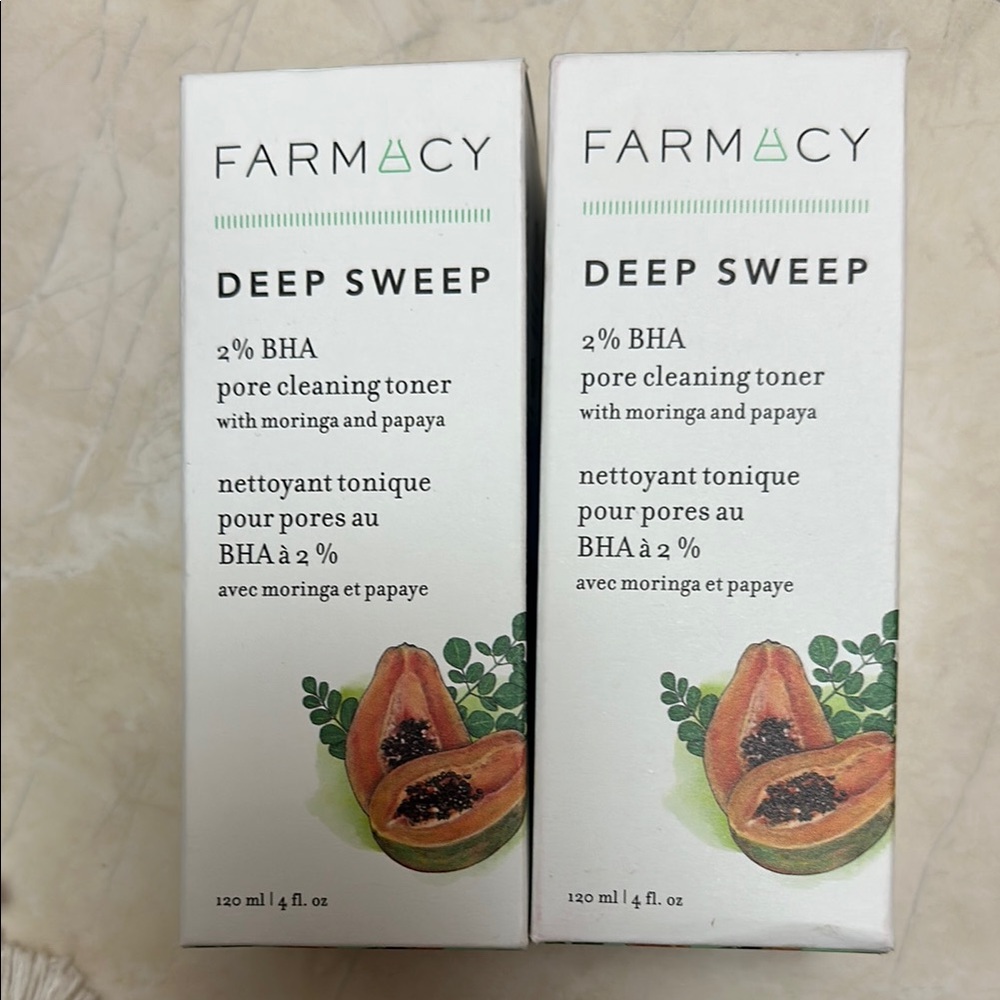 FARMACY
DEEP SWEEP
2% BHA
pore cleaning toner
with moringa and papaya
nettoyant tonique
pour pores au
BHA à 2 %
avec moringa et papaye
120 ml | 4 fl. oz
FARMACY
DEEP SWEEP
2% BHA
pore cleaning toner
with moringa and papaya
nettoyant tonique
pour pores au
BHA à 2 %
avec moringa et papaye
120 ml | 4 fl. oz